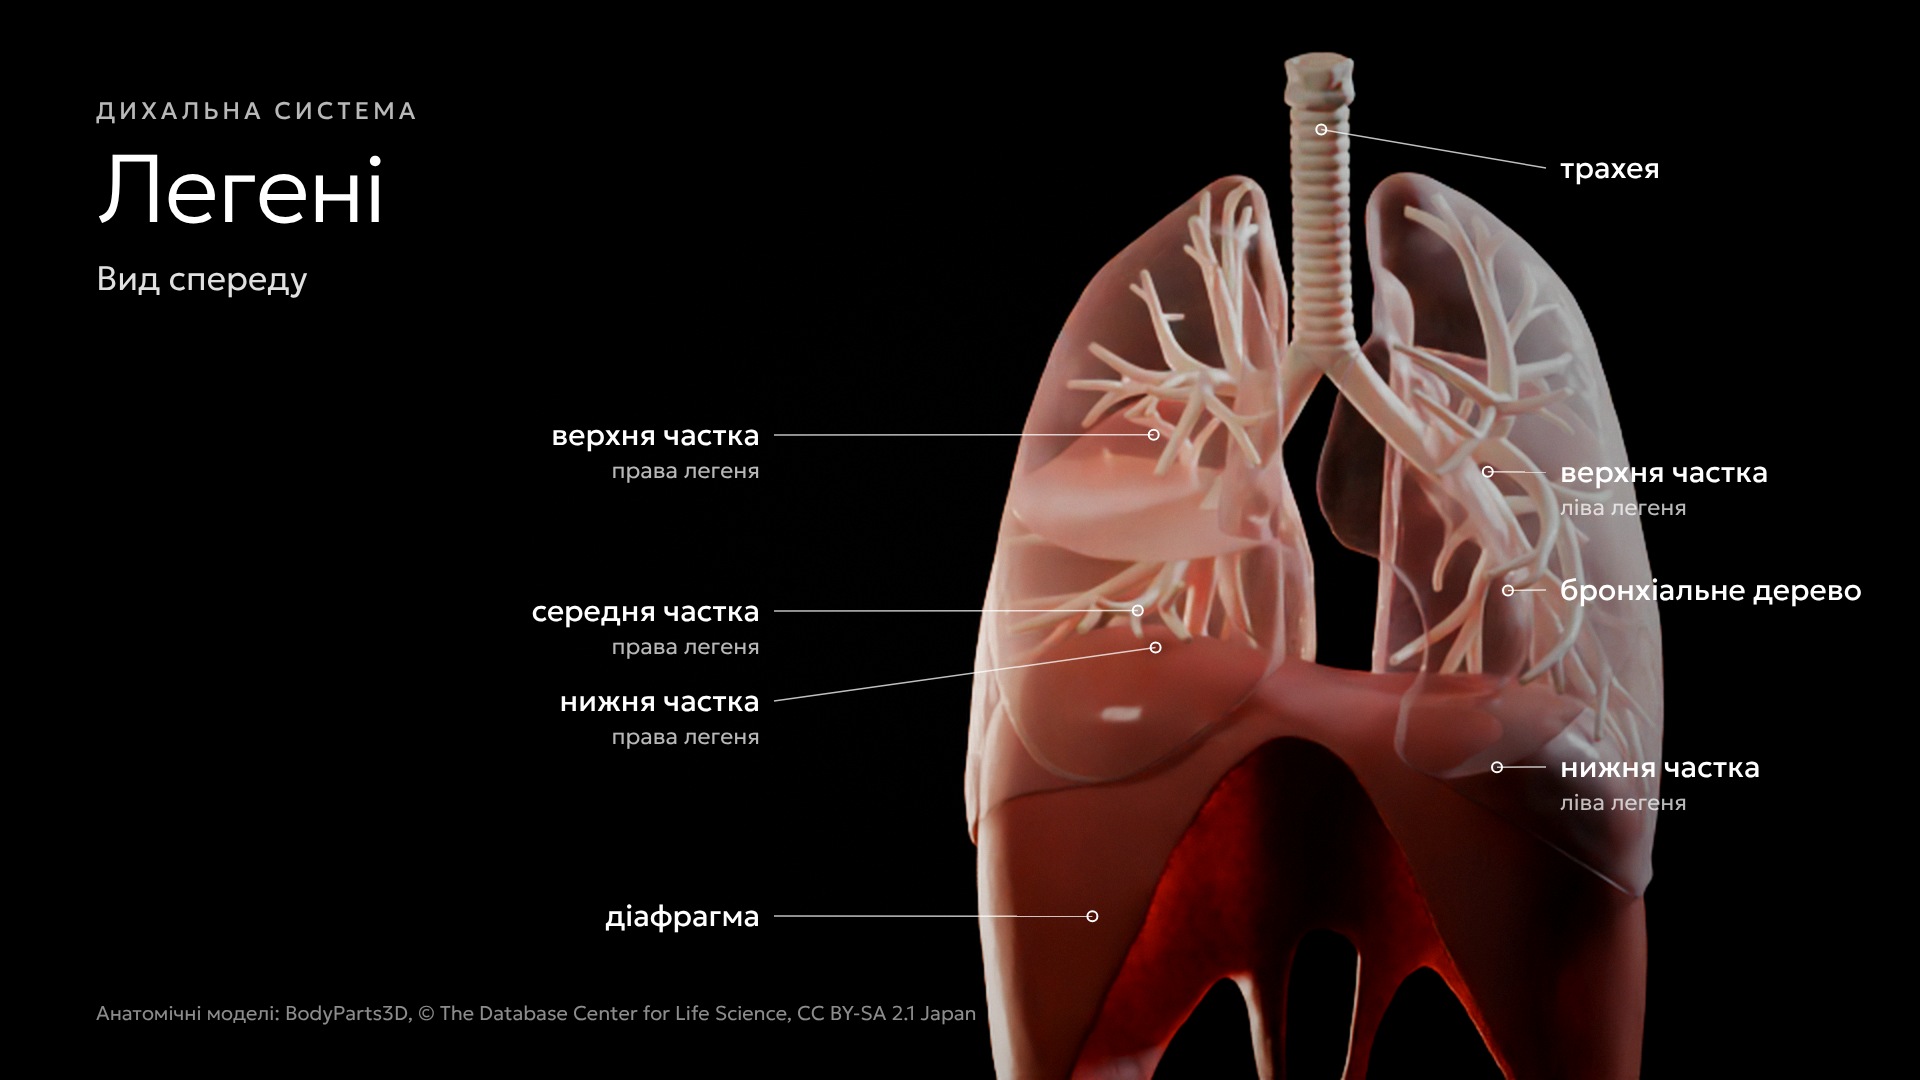 ДИХАЛЬНА СИСТЕМА
Легені
Вид спереду
трахея
верхня частка
права легеня
верхня частка
ліва легеня
бронхіальне дерево
середня частка
права легеня
нижня частка
права легеня
нижня частка
ліва легеня
діафрагма
Анатомічні моделі: BodyParts3D, © The Database Center for Life Science, CC BY-SA 2.1 Japan